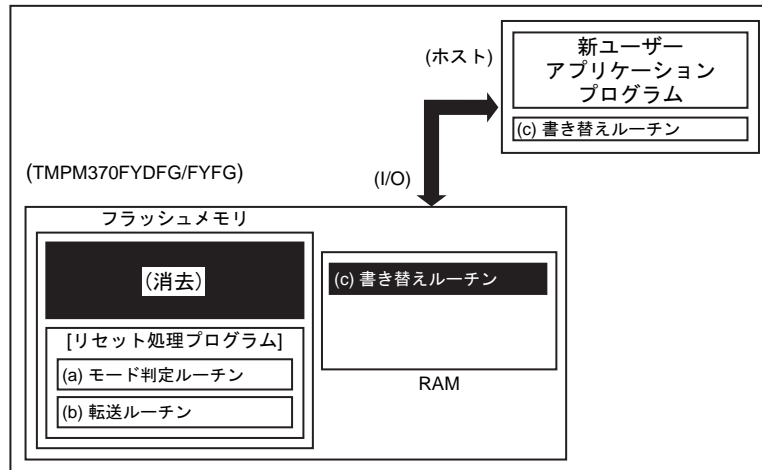 (ホスト)
新ユーザー
アプリケーション
プログラム
(c) 書き替えルーチン
(TMPM370FYDFG/FYFG)
(I/O)
フラッシュメモリ
(消去)
[リセット処理プログラム]
(a) モード判定ルーチン
(b) 転送ルーチン
(c) 書き替えルーチン
RAM